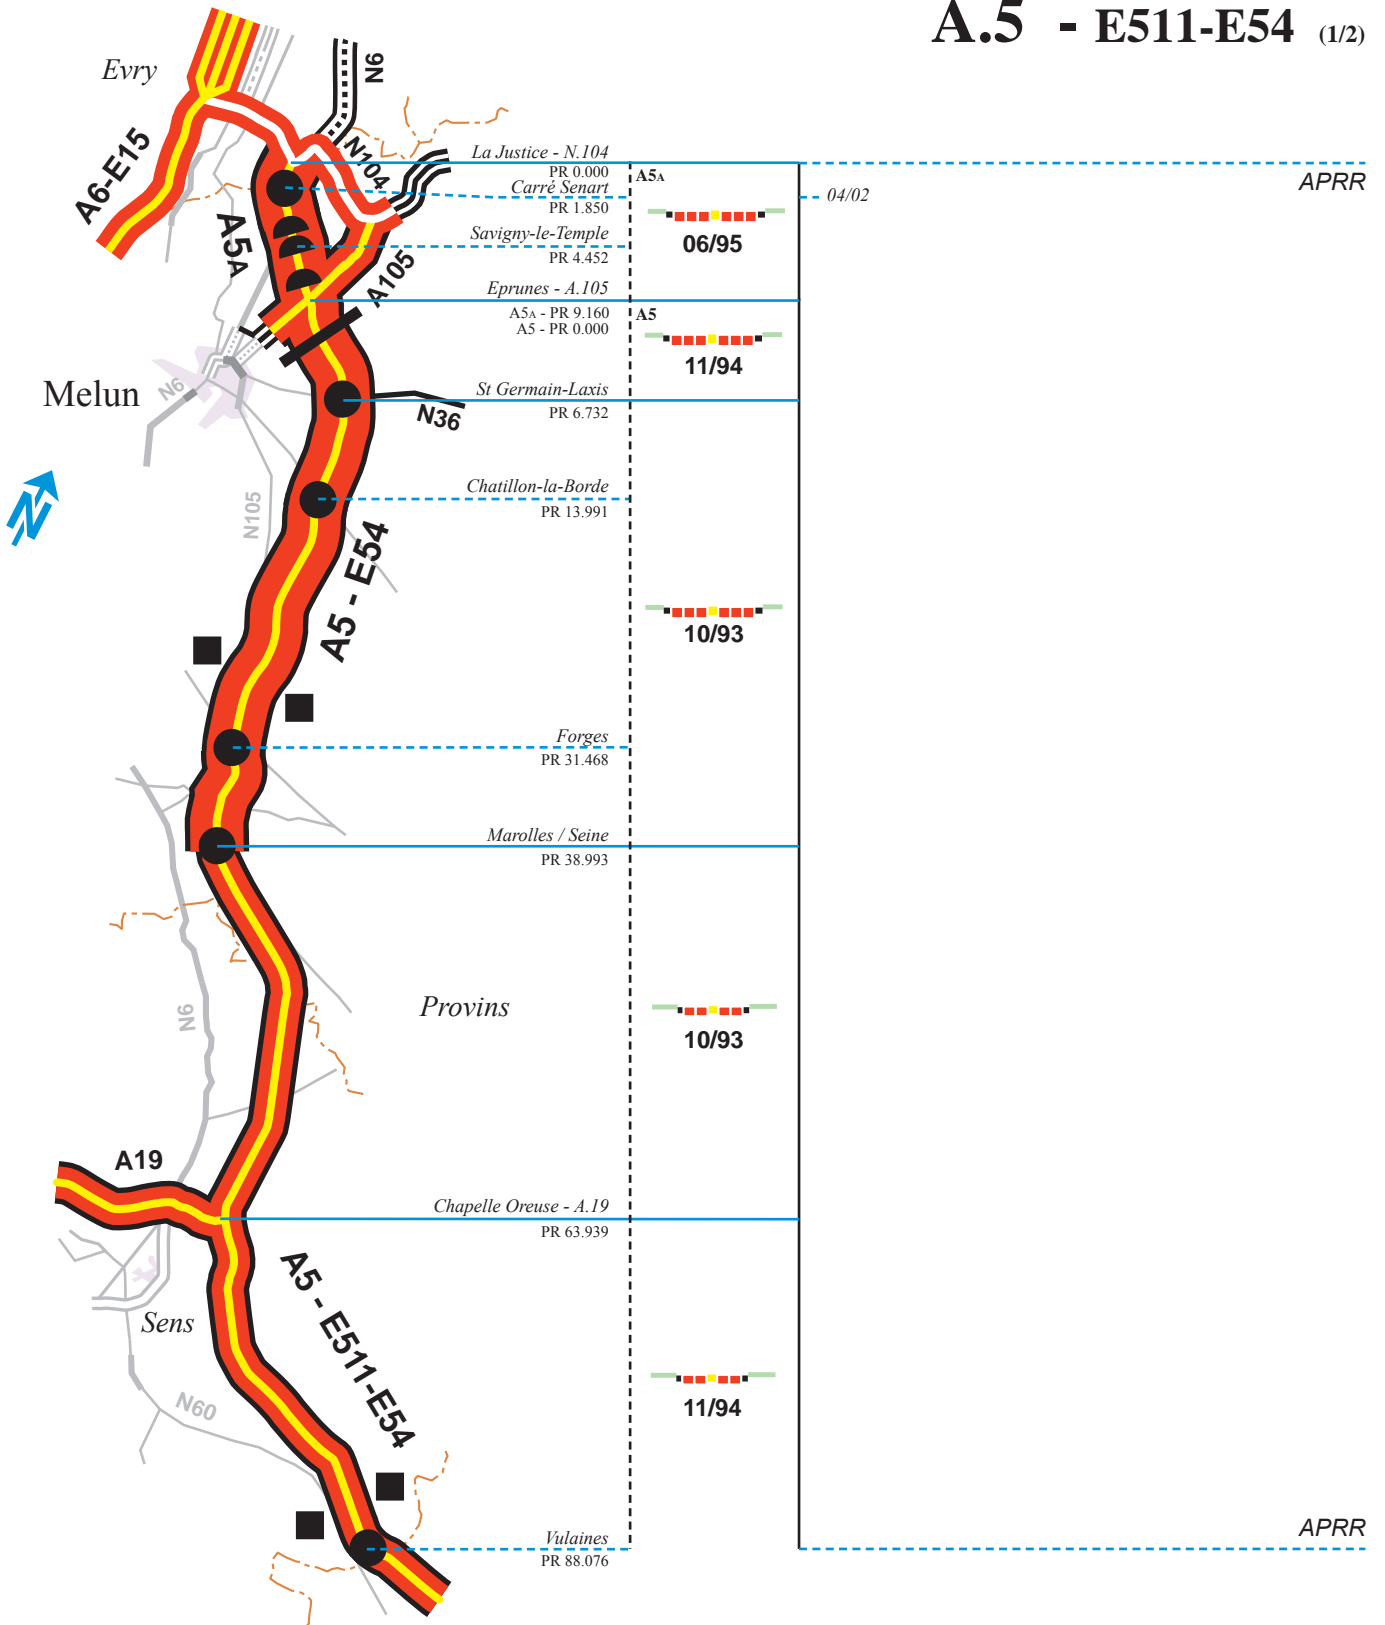 A.5 - E511-E54 (1/2)
Evry
N6
A6-E15
N104
La Justice - N.104
PR 0.000
A5A
APRR
Carré Senart
PR 1.850
04/02
A5A
Savigny-le-Temple
PR 4.452
06/95
A105
Eprunes - A.105
A5A - PR 9.160
A5 - PR 0.000
A5
11/94
Melun
N6
St Germain-Laxis
PR 6.732
N36
N
Chatillon-la-Borde
PR 13.991
N105
A5 - E54
10/93
Forges
PR 31.468
Marolles / Seine
PR 38.993
Provins
N6
10/93
A19
Chapelle Oreuse - A.19
PR 63.939
A5 - E511-E54
Sens
N60
11/94
Vulaines
PR 88.076
APRR